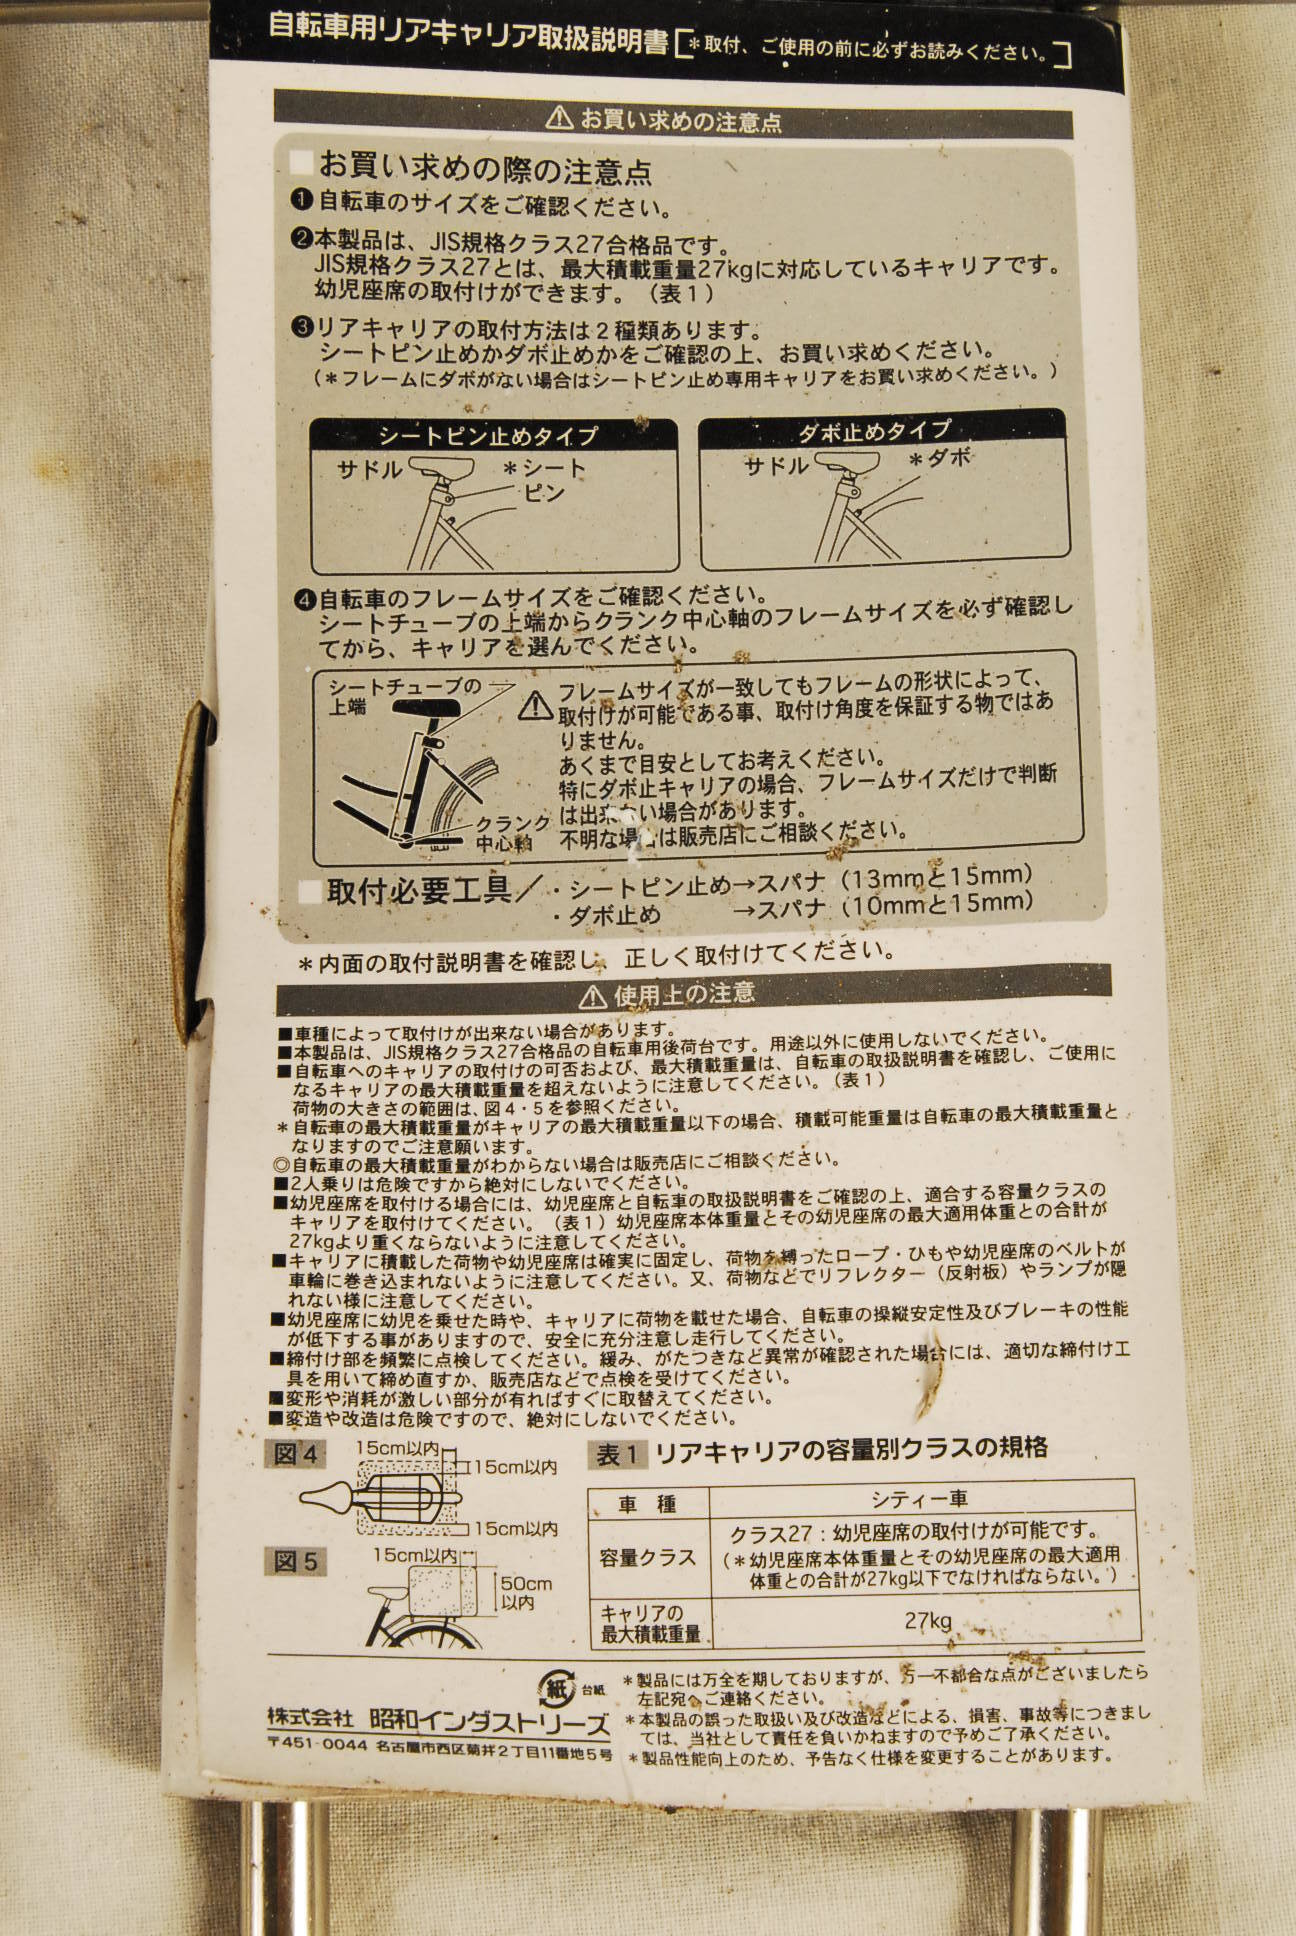 自転車用リアキャリア取扱説明書[*取付、ご使用の前に必ずお読みください。]
⚠お買い求めの注意点
お買い求めの際の注意点
❶自転車のサイズをご確認ください。
❷本製品は、JIS規格クラス27合格品です。
JIS規格クラス27とは、最大積載重量27kgに対応しているキャリアです。
幼児座席の取付けができます。（表1）
❸リアキャリアの取付方法は2種類あります。
シートピン止めかダボ止めかをご確認の上、お買い求めください。
（*フレームにダボがない場合はシートピン止め専用キャリアをお買い求めください。）
シートピン止めタイプ
サドル
*シート
ピン
ダボ止めタイプ
サドル
*ダボ
❹自転車のフレームサイズをご確認ください。
シートチューブの上端からクランク中心軸のフレームサイズを必ず確認し
てから、キャリアを選んでください。
シートチューブの
上端
クランク
中心軸
⚠フレームサイズが一致してもフレームの形状によって、
取付けが可能である事、取付け角度を保証する物ではあ
りません。
あくまで目安としてお考えください。
特にダボ止キャリアの場合、フレームサイズだけで判断
は出来ない場合があります。
不明な場合は販売店にご相談ください。
取付必要工具／・シートピン止め→スパナ（13mmと15mm）
・ダボ止め→スパナ（10mmと15mm）
*内面の取付説明書を確認し、正しく取付けてください。
⚠使用上の注意
■車種によって取付けが出来ない場合があります。
■本製品は、JIS規格クラス27合格品の自転車用後荷台です。用途以外に使用しないでください。
■自転車へのキャリアの取付けの可否および、最大積載重量は、自転車の取扱説明書を確認し、ご使用に
なるキャリアの最大積載重量を超えないように注意してください。（表1）
荷物の大きさの範囲は、図4・5を参照ください。
*自転車の最大積載重量がキャリアの最大積載重量以下の場合、積載可能重量は自転車の最大積載重量と
なりますのでご注意願います。
◎自転車の最大積載重量がわからない場合は販売店にご相談ください。
■2人乗りは危険ですから絶対にしないでください。
■幼児座席を取付ける場合には、幼児座席と自転車の取扱説明書をご確認の上、適合する容量クラスの
キャリアを取付けてください。（表1）幼児座席本体重量とその幼児座席の最大適用体重との合計が
27kgより重くならないように注意してください。
■キャリアに積載した荷物や幼児座席は確実に固定し、荷物を縛ったロープ・ひもや幼児座席のベルトが
車輪に巻き込まれないように注意してください。又、荷物などでリフレクター（反射板）やランプが隠
れない様に注意してください。
■幼児座席に幼児を乗せた時や、キャリアに荷物を載せた場合、自転車の操縦安定性及びブレーキの性能
が低下する事がありますので、安全に充分注意し走行してください。
■締付け部を頻繁に点検してください。緩み、がたつきなど異常が確認された場合には、適切な締付け工
具を用いて締め直すか、販売店などで点検を受けてください。
■変形や消耗が激しい部分が有ればすぐに取替えてください。
■変造や改造は危険ですので、絶対にしないでください。
図4
15cm以内
15cm以内
15cm以内
図5
15cm以内
50cm
以内
表1 リアキャリアの容量別クラスの規格
車 種
シティー車
容量クラス
クラス27：幼児座席の取付けが可能です。
（*幼児座席本体重量とその幼児座席の最大適用
体重との合計が27kg以下でなければならない。）
キャリアの
最大積載重量
27kg
紙 台紙
株式会社 昭和インダストリーズ
〒451-0044 名古屋市西区菊井2丁目11番地5号
*製品には万全を期しておりますが、万一不都合な点がございましたら
左記宛へご連絡ください。
*本製品の誤った取扱い及び改造などによる、損害、事故等につきまし
ては、当社として責任を負いかねますので予めご了承ください。
*製品性能向上のため、予告なく仕様を変更することがあります。